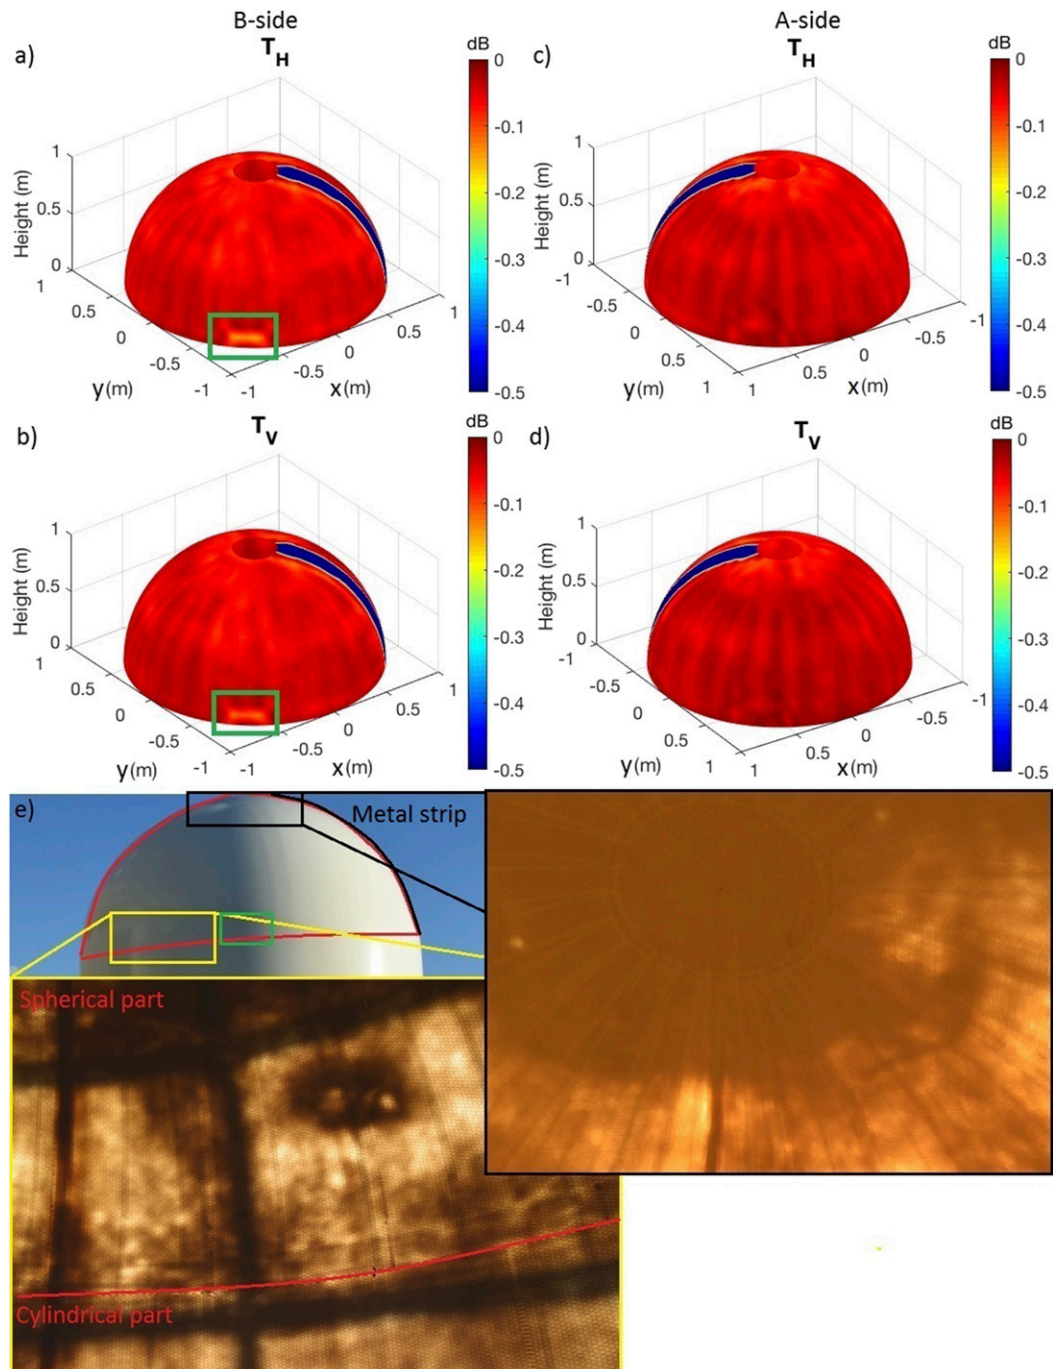 B-side
A-side
a)
T_H
dB
0
-0.1
-0.2
-0.3
-0.4
-0.5
Height (m)
1
0.5
0
1
0.5
0
-0.5
-1
y(m)
-1
-0.5
0
0.5
1
x(m)
c)
T_H
dB
0
-0.1
-0.2
-0.3
-0.4
-0.5
Height (m)
1
0.5
0
-1
-0.5
0
0.5
1
y(m)
1
0.5
0
-0.5
-1
x(m)
b)
T_V
dB
0
-0.1
-0.2
-0.3
-0.4
-0.5
Height (m)
1
0.5
0
1
0.5
0
-0.5
-1
y(m)
-1
-0.5
0
0.5
1
x(m)
d)
T_V
dB
0
-0.1
-0.2
-0.3
-0.4
-0.5
Height (m)
1
0.5
0
-1
-0.5
0
0.5
1
y(m)
1
0.5
0
-0.5
-1
x(m)
e)
Metal strip
Spherical part
Cylindrical part